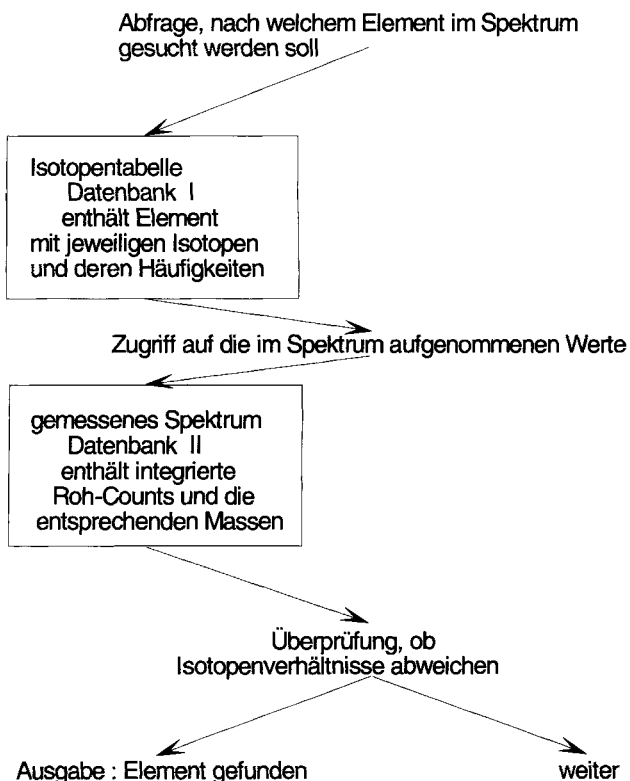 Abfrage, nach welchem Element im Spektrum
gesucht werden soll
Isotopentabelle
Datenbank I
enthält Element
mit jeweiligen Isotopen
und deren Häufigkeiten
Zugriff auf die im Spektrum aufgenommenen Werte
gemessenes Spektrum
Datenbank II
enthält integrierte
Roh-Counts und die
entsprechenden Massen
Überprüfung, ob
Isotopenverhältnisse abweichen
Ausgabe : Element gefunden
weiter